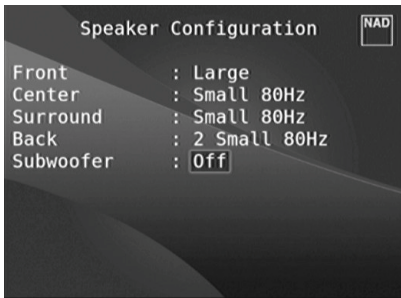 Speaker Configuration
NAD
Front : Large
Center : Small 80Hz
Surround : Small 80Hz
Back : 2 Small 80Hz
Subwoofer : Off